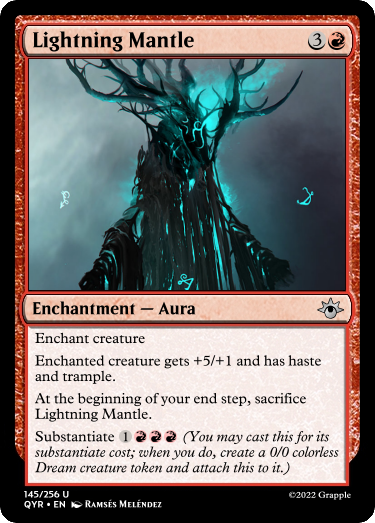 Lightning Mantle 3
Enchantment — Aura
Enchant creature
Enchanted creature gets +5/+1 and has haste
and trample.
At the beginning of your end step, sacrifice
Lightning Mantle.
Substantiate 1 (You may cast this for its
substantiate cost; when you do, create a 0/0 colorless
Dream creature token and attach this to it.)
145/256 U
QYR • EN Ramsés Meléndez
©2022 Grapple